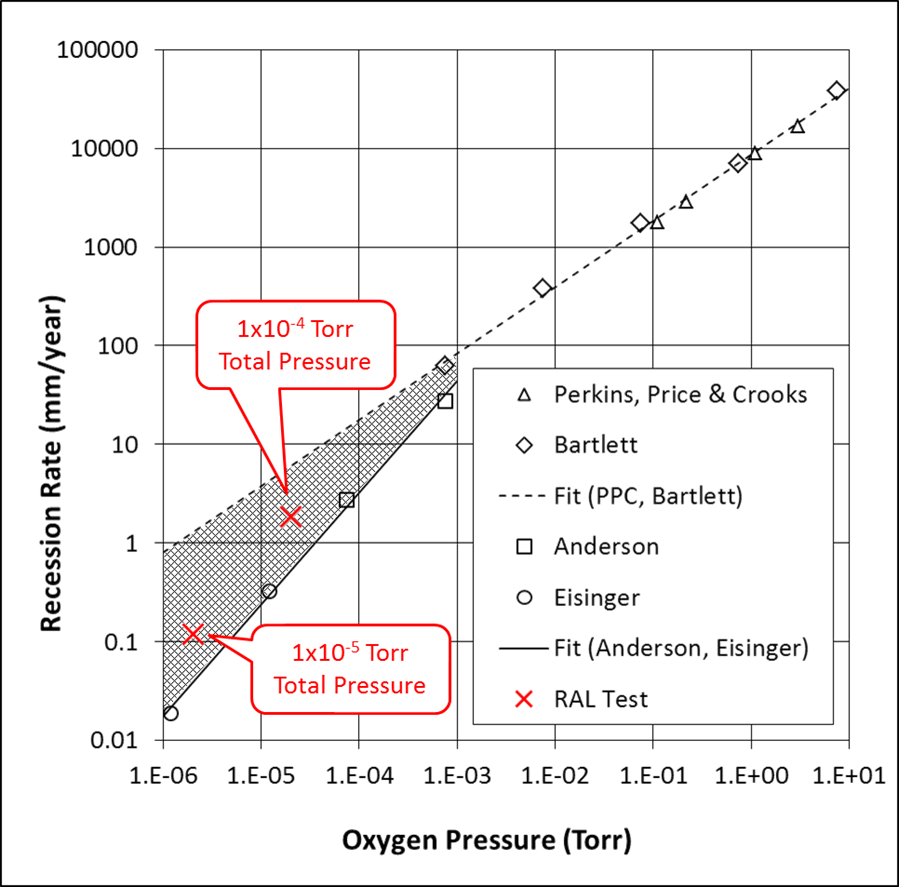 100000
10000
1000
100
10
1
0.1
0.01
Recession Rate (mm/year)
1x10⁻⁴ Torr
Total Pressure
1x10⁻⁵ Torr
Total Pressure
Perkins, Price & Crooks
Bartlett
Fit (PPC, Bartlett)
Anderson
Eisinger
Fit (Anderson, Eisinger)
RAL Test
1.E-06 1.E-05 1.E-04 1.E-03 1.E-02 1.E-01 1.E+00 1.E+01
Oxygen Pressure (Torr)